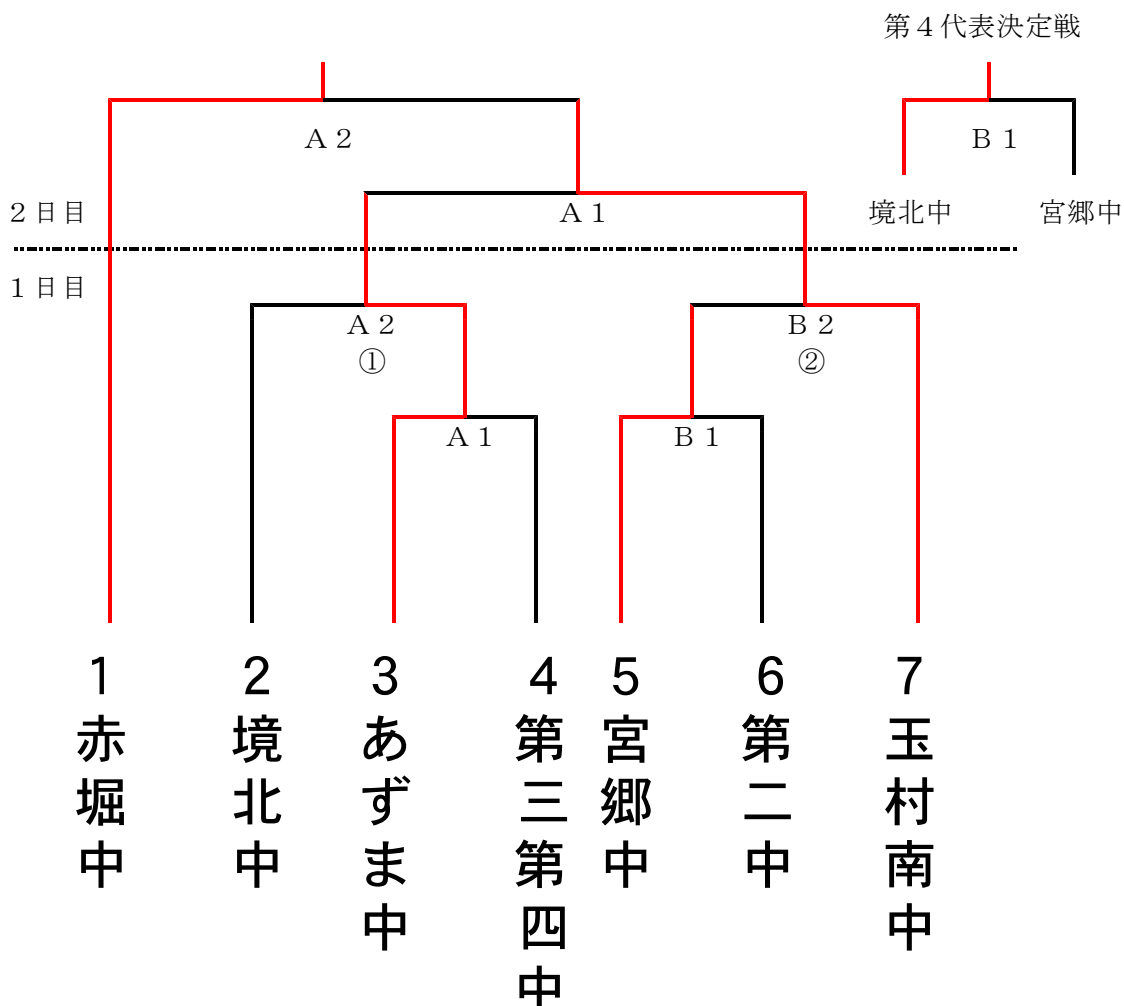 第４代表決定戦
Ａ２
Ｂ１
２日目
Ａ１
境北中
宮郷中
１日目
Ａ２
①
Ｂ２
②
Ａ１
Ｂ１
1 赤堀中
2 境北中
3 あずま中
4 第三第四中
5 宮郷中
6 第二中
7 玉村南中